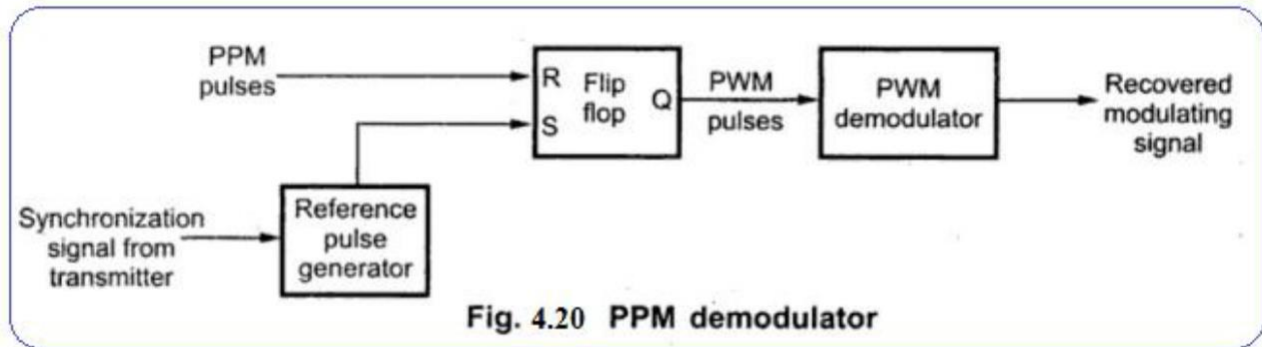 PPM
pulses
R
S
Flip
flop
Q
PWM
pulses
PWM
demodulator
Recovered
modulating
signal
Synchronization
signal from
transmitter
Reference
pulse
generator
Fig. 4.20 PPM demodulator